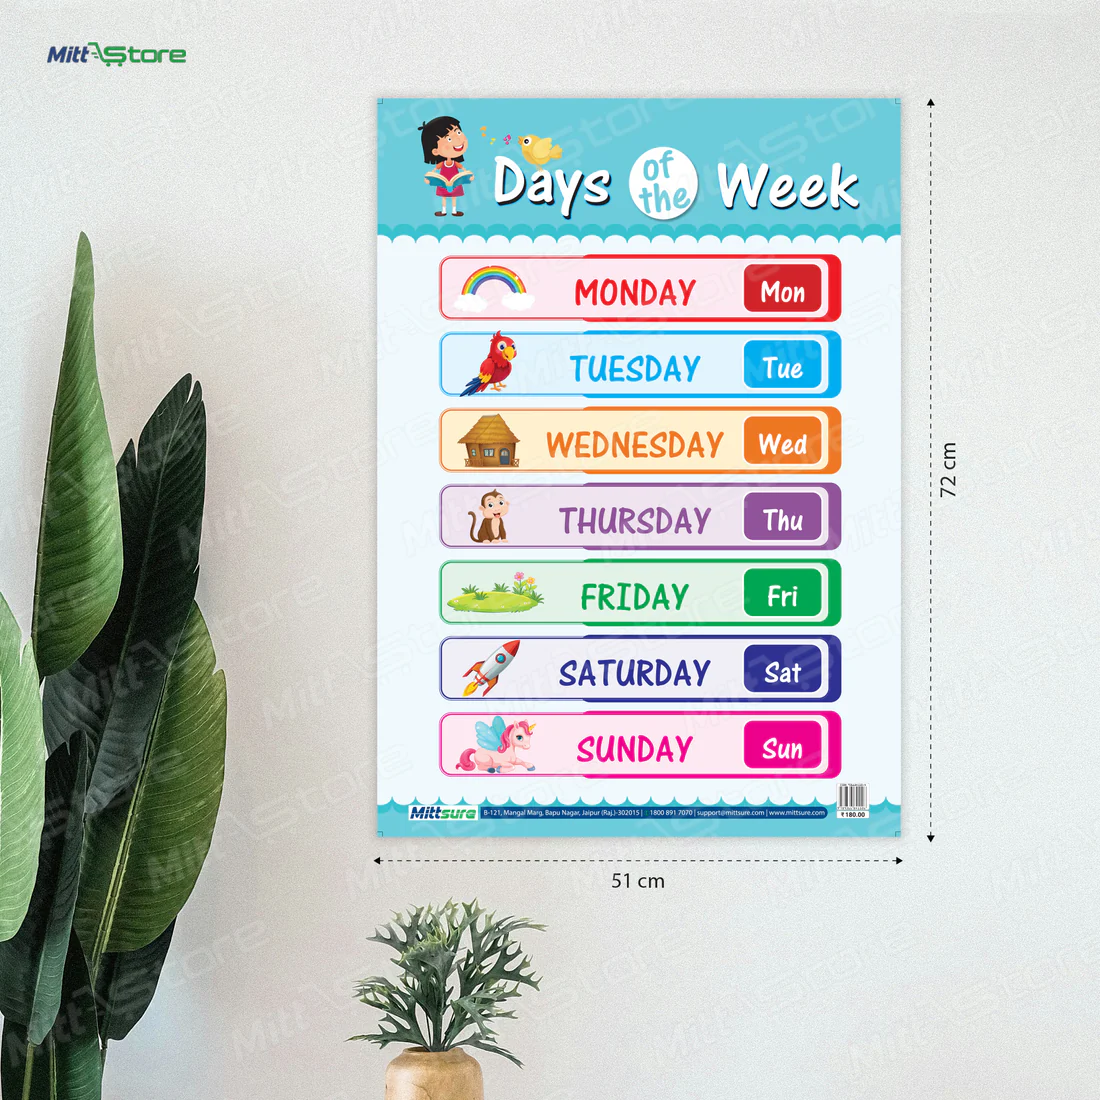 MittStore
Days of the Week
MONDAY Mon
TUESDAY Tue
WEDNESDAY Wed
THURSDAY Thu
FRIDAY Fri
SATURDAY Sat
SUNDAY Sun
Mittsure B-121, Mangal Marg, Bapu Nagar, Jaipur (Raj.)-302015 | 1800 891 7070 | support@mittsure.com | www.mittsure.com
₹180.00
72 cm
51 cm